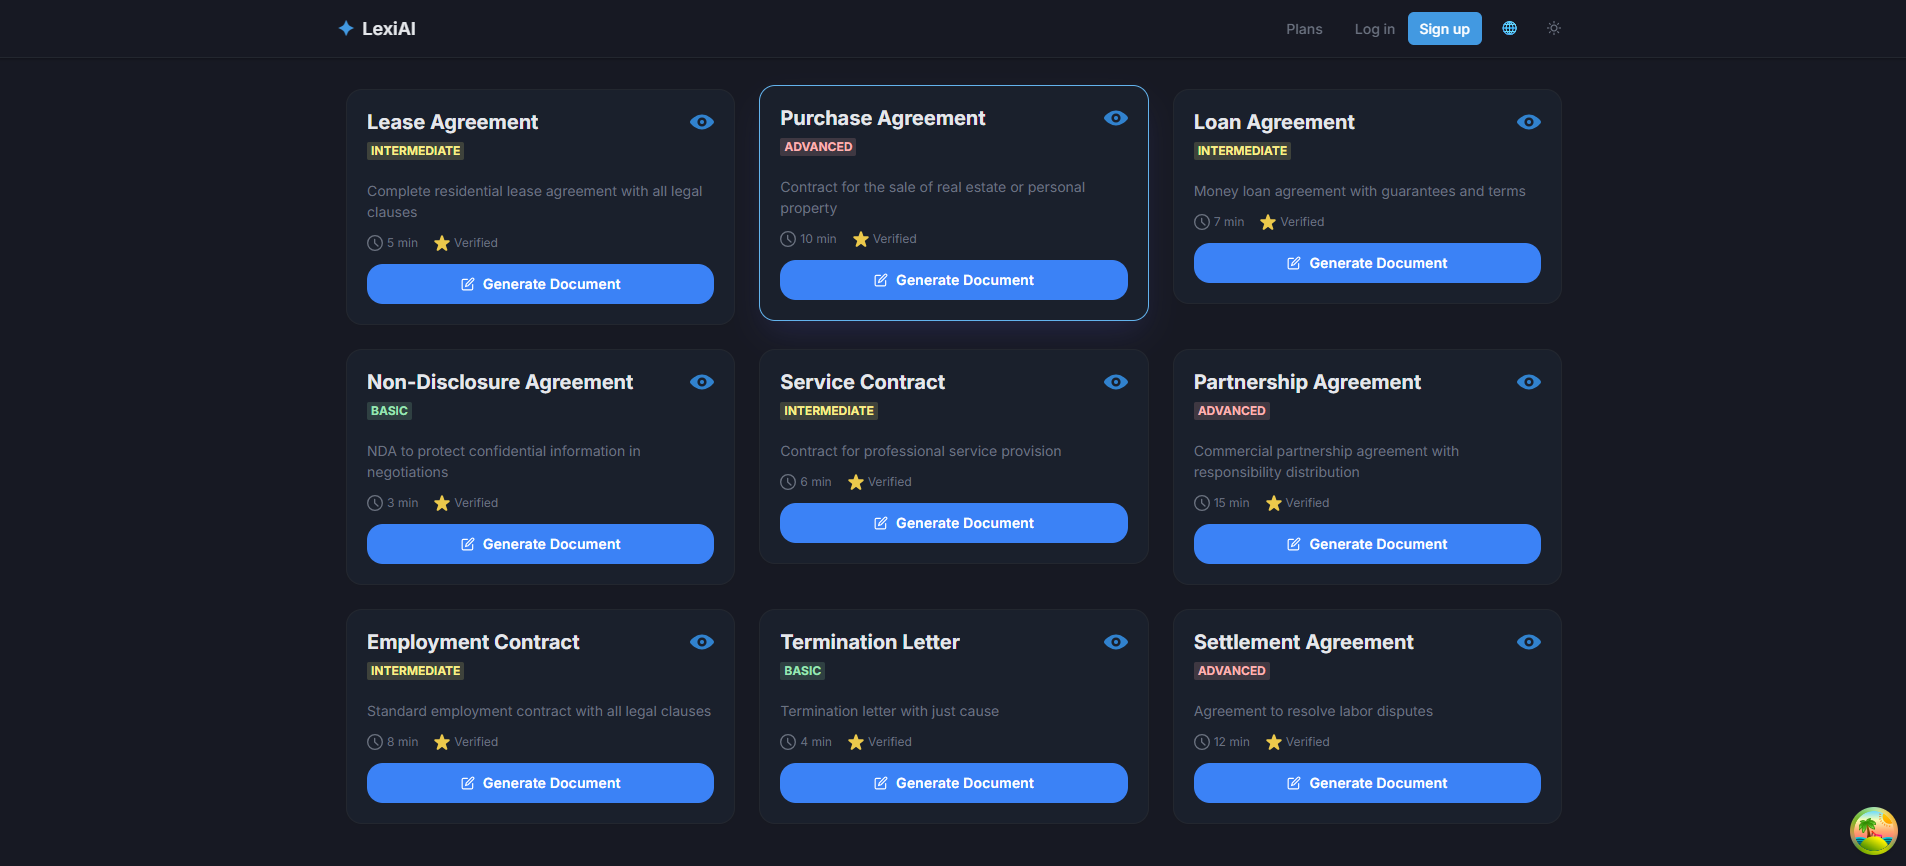 LexiAI
Plans
Log in
Sign up
Lease Agreement
INTERMEDIATE
Complete residential lease agreement with all legal
clauses
5 min
Verified
Generate Document
Purchase Agreement
ADVANCED
Contract for the sale of real estate or personal
property
10 min
Verified
Generate Document
Loan Agreement
INTERMEDIATE
Money loan agreement with guarantees and terms
7 min
Verified
Generate Document
Non-Disclosure Agreement
BASIC
NDA to protect confidential information in
negotiations
3 min
Verified
Generate Document
Service Contract
INTERMEDIATE
Contract for professional service provision
6 min
Verified
Generate Document
Partnership Agreement
ADVANCED
Commercial partnership agreement with
responsibility distribution
15 min
Verified
Generate Document
Employment Contract
INTERMEDIATE
Standard employment contract with all legal clauses
8 min
Verified
Generate Document
Termination Letter
BASIC
Termination letter with just cause
4 min
Verified
Generate Document
Settlement Agreement
ADVANCED
Agreement to resolve labor disputes
12 min
Verified
Generate Document